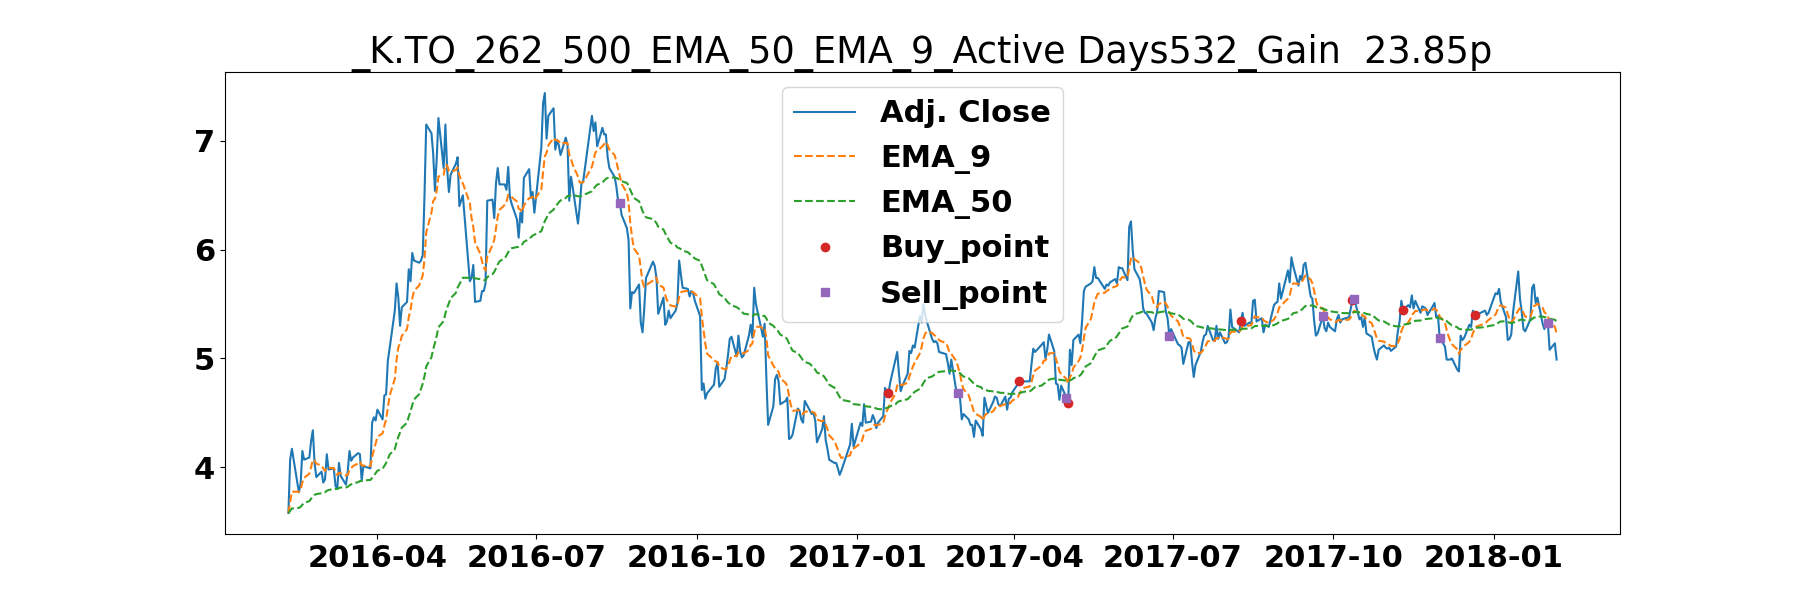 _K.TO_262_500_EMA_50_EMA_9_Active Days532_Gain  23.85p
Adj. Close
EMA_9
EMA_50
Buy_point
Sell_point
7
6
5
4
2016-04 2016-07 2016-10 2017-01 2017-04 2017-07 2017-10 2018-01